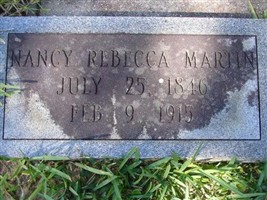 NANCY REBECCA MARTIN
JULY 25 1846
FEB 9 1915